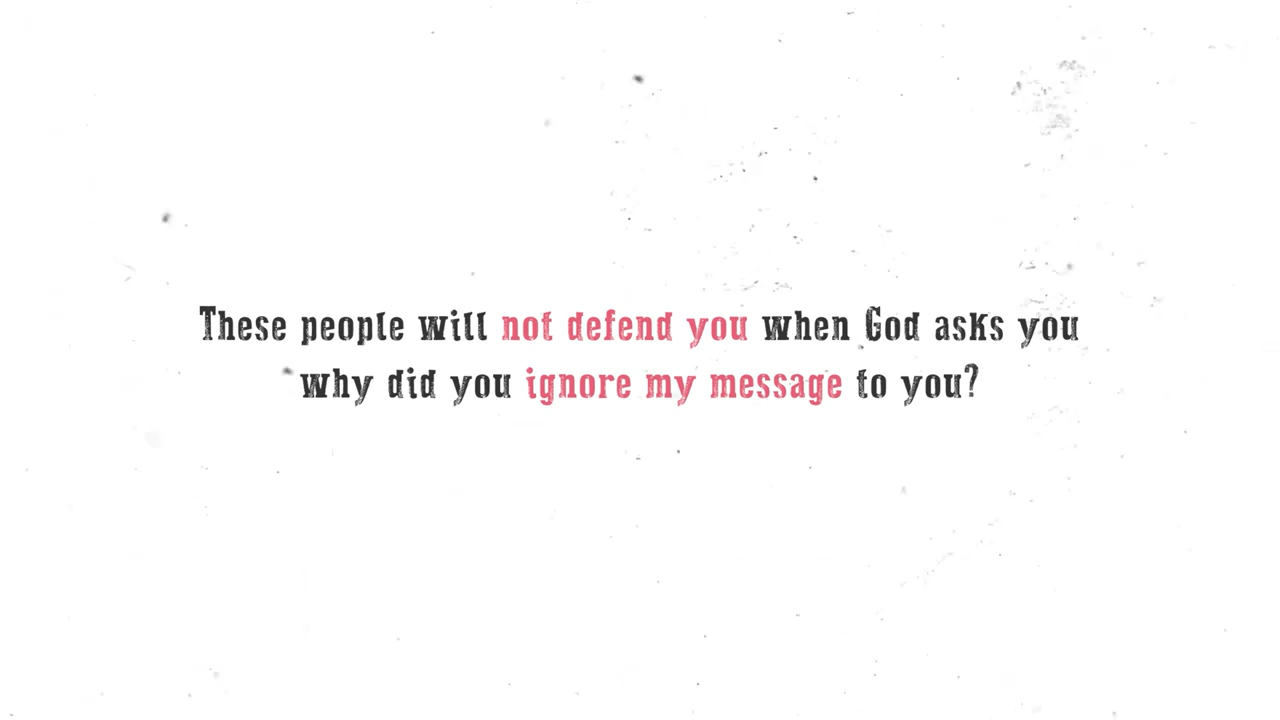 These people will not defend you when God asks you
why did you ignore my message to you?